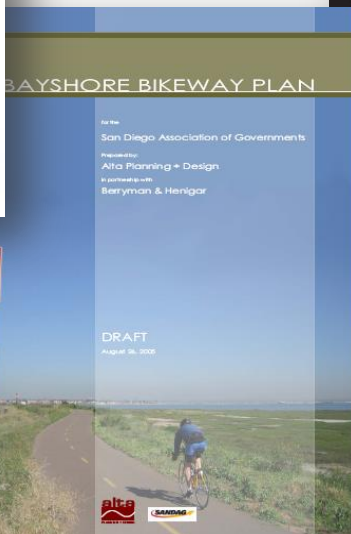 BAYSHORE BIKEWAY PLAN
for the
San Diego Association of Governments
Prepared by:
Alta Planning + Design
in partnership with
Berryman & Henigar
DRAFT
August 26, 2005
alta
SANDAG